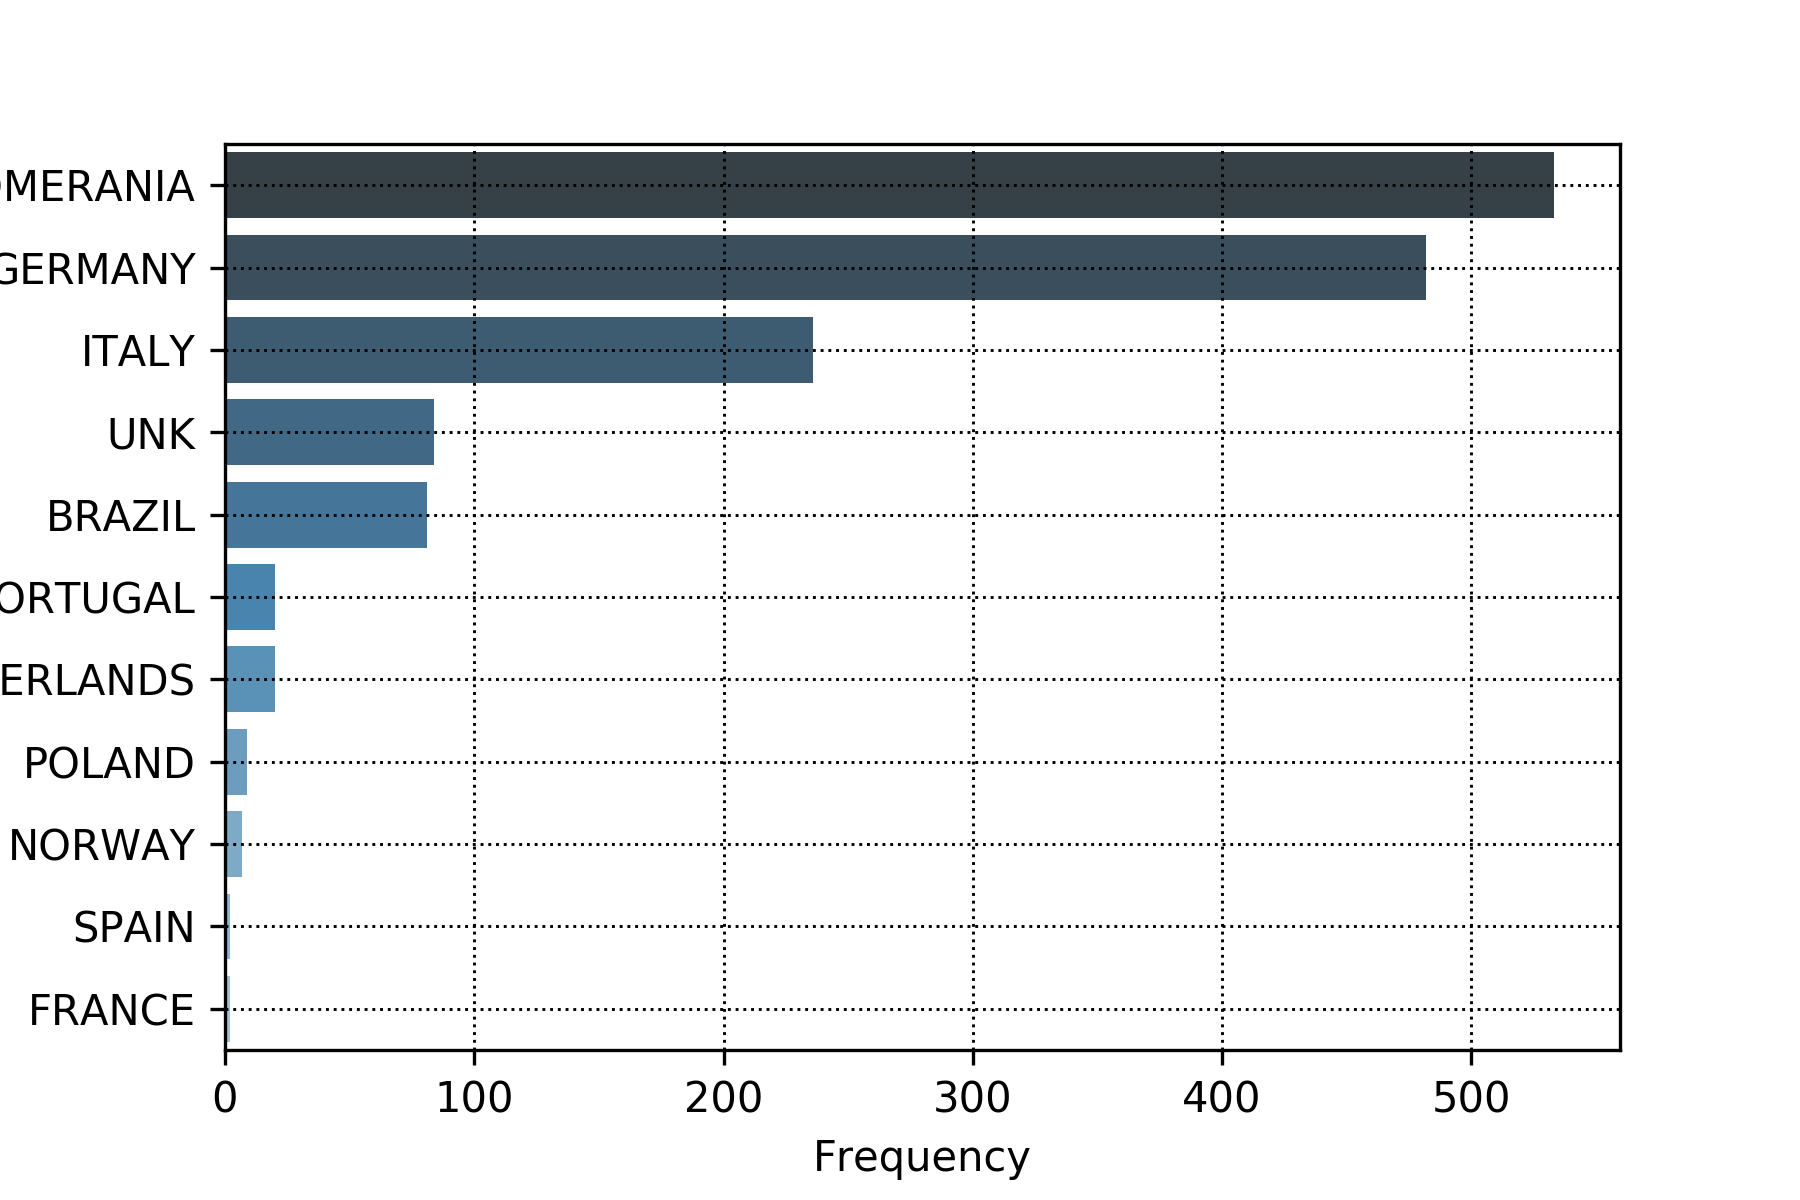 OMERANIA
GERMANY
ITALY
UNK
BRAZIL
ORTUGAL
ERLANDS
POLAND
NORWAY
SPAIN
FRANCE
0 100 200 300 400 500
Frequency